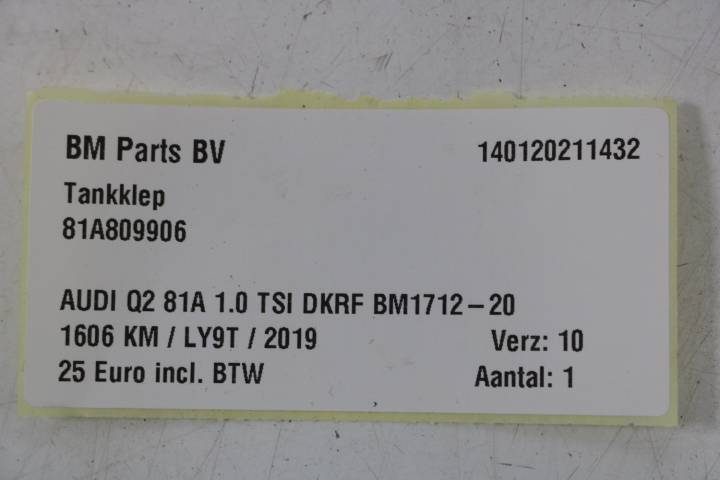 BM Parts BV 140120211432
Tankklep
81A809906
AUDI Q2 81A 1.0 TSI DKRF BM1712-20
1606 KM / LY9T / 2019 Verz: 10
25 Euro incl. BTW Aantal: 1